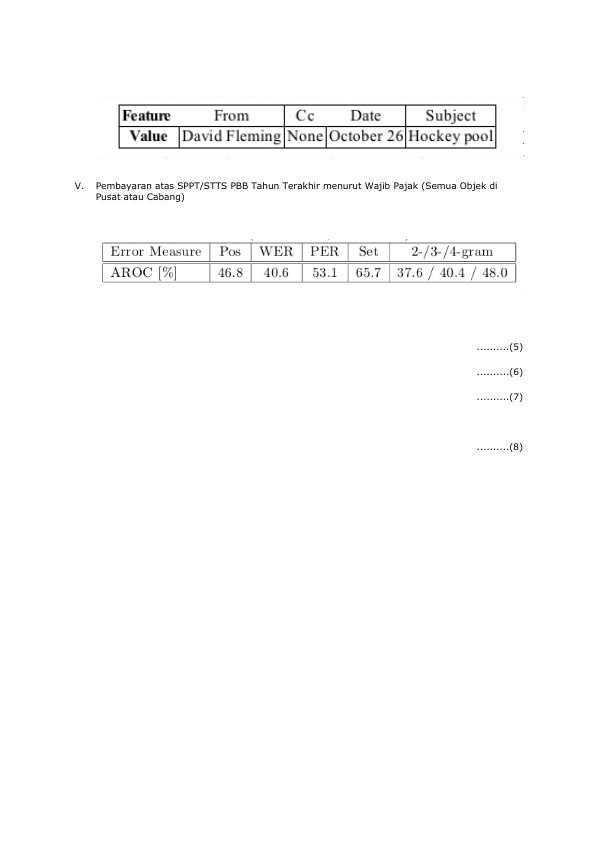 Feature From Cc Date Subject
Value David Fleming None October 26 Hockey pool
V. Pembayaran atas SPPT/STTS PBB Tahun Terakhir menurut Wajib Pajak (Semua Objek di
Pusat atau Cabang)
Error Measure Pos WER PER Set 2-/3-/4-gram
AROC [%] 46.8 40.6 53.1 65.7 37.6 / 40.4 / 48.0
..........(5)
..........(6)
..........(7)
..........(8)